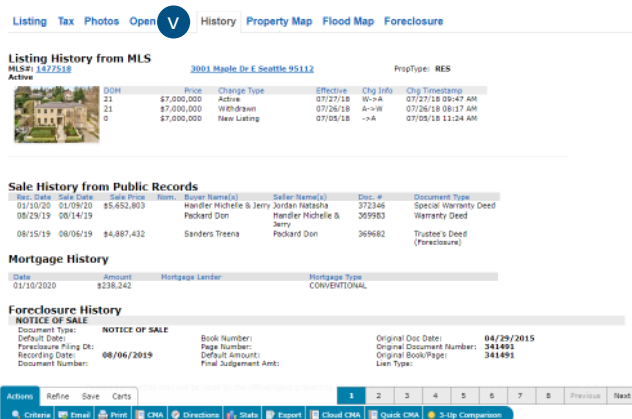 Listing Tax Photos Open V History Property Map Flood Map Foreclosure
Listing History from MLS
MLS#: 1477518 3001 Maple Dr E Seattle 95112 PropType: RES
Active
DOM Price Change Type Effective Chg Info Chg Timestamp
21 $7,000,000 Active 07/27/18 W->A 07/27/18 09:47 AM
21 $7,000,000 Withdrawn 07/26/18 A->W 07/26/18 08:17 AM
0 $7,000,000 New Listing 07/05/18 ->A 07/05/18 11:24 AM
Sale History from Public Records
Rec. Date Sale Date Sale Price Nom. Buyer Name(s) Seller Name(s) Doc. # Document Type
01/10/20 01/09/20 $5,652,803 Handler Michelle & Jerry Jordan Natasha 372346 Special Warranty Deed
08/29/19 08/14/19 Packard Don Handler Michelle & 369983 Warranty Deed
Jerry
08/15/19 08/06/19 $4,887,432 Sanders Treena Packard Don 369682 Trustee's Deed
(Foreclosure)
Mortgage History
Date Amount Mortgage Lender Mortgage Type
01/10/2020 $238,242 CONVENTIONAL
Foreclosure History
NOTICE OF SALE
Document Type: NOTICE OF SALE
Default Date: Book Number: Original Doc Date: 04/29/2015
Foreclosure Filing Dt: Page Number: Original Document Number: 341491
Recording Date: 08/06/2019 Default Amount: Original Book/Page: 341491
Document Number: Final Judgement Amt: Lien Type:
Actions Refine Save Carts 1 2 3 4 5 6 7 8 Previous Next
Criteria Email Print CMA Directions Stats Export Cloud CMA Quick CMA 3-Up Comparison